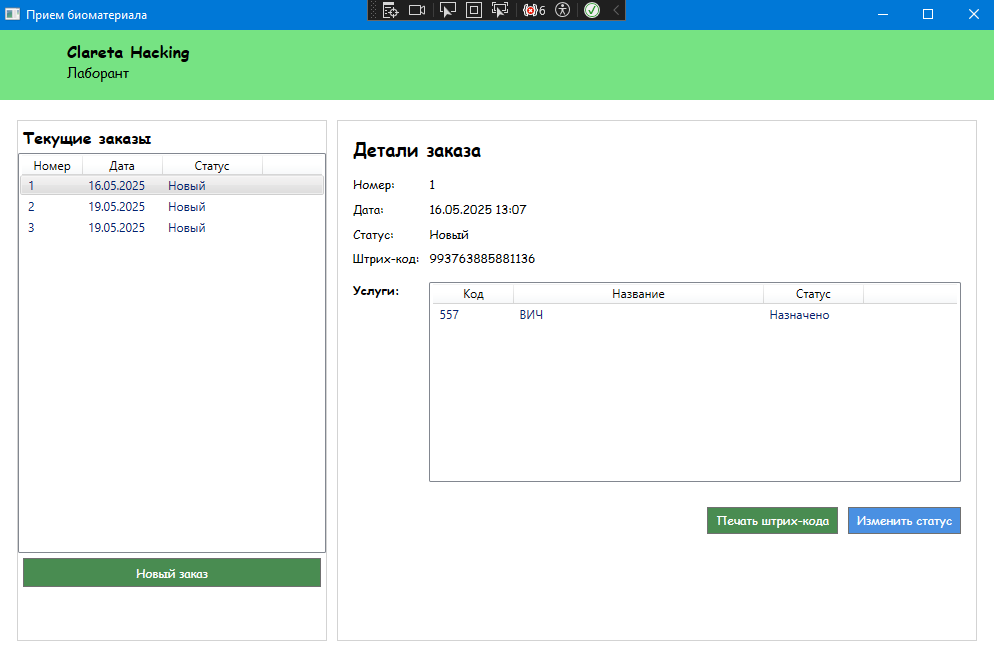 Прием биоматериала
6
Clareta Hacking
Лаборант
Текущие заказы
Номер Дата Статус
1 16.05.2025 Новый
2 19.05.2025 Новый
3 19.05.2025 Новый
Новый заказ
Детали заказа
Номер: 1
Дата: 16.05.2025 13:07
Статус: Новый
Штрих-код: 993763885881136
Услуги:
Код Название Статус
557 ВИЧ Назначено
Печать штрих-кода Изменить статус